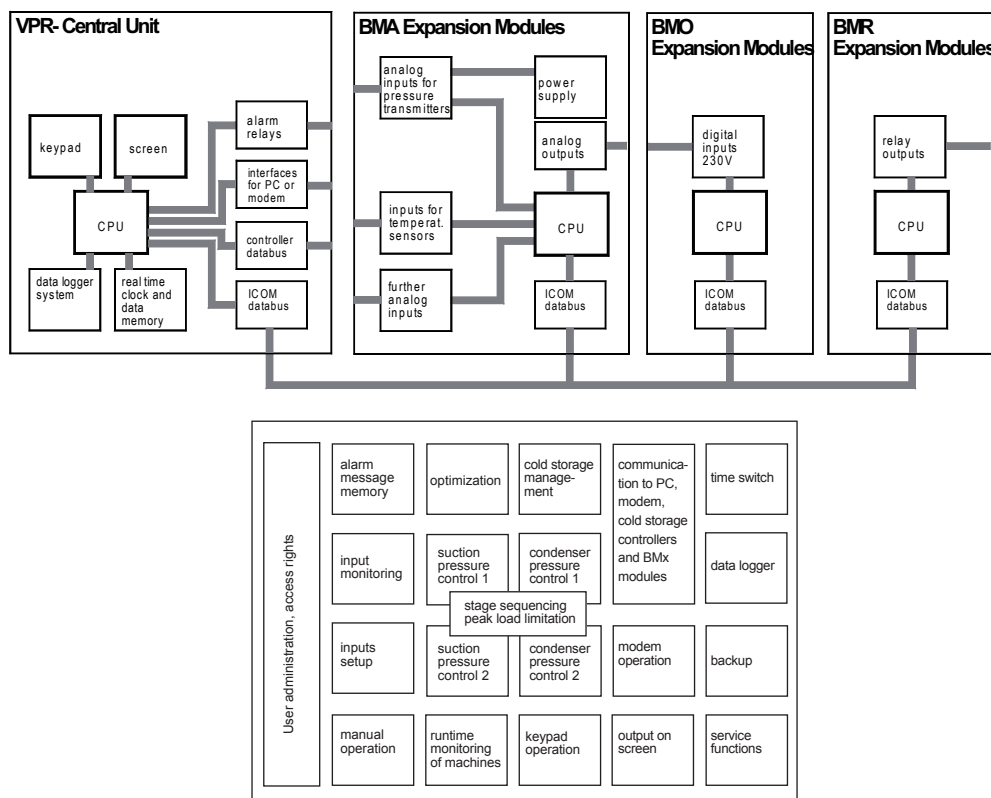 VPR- Central Unit
keypad
screen
CPU
data logger
system
real time
clock and
data
memory
alarm
relays
interfaces
for PC or
modem
controller
databus
ICOM
databus
BMA Expansion Modules
analog
inputs for
pressure
transmitters
power
supply
analog
outputs
inputs for
temperat.
sensors
CPU
further
analog
inputs
ICOM
databus
BMO
Expansion Modules
digital
inputs
230V
CPU
ICOM
databus
BMR
Expansion Modules
relay
outputs
CPU
ICOM
databus
User administration, access rights
alarm
message
memory
optimization
cold storage
manage-
ment
communica-
tion to PC,
modem,
cold storage
controllers
and BMx
modules
time switch
input
monitoring
suction
pressure
control 1
condenser
pressure
control 1
data logger
stage sequencing
peak load limitation
inputs
setup
suction
pressure
control 2
condenser
pressure
control 2
modem
operation
backup
manual
operation
runtime
monitoring
of machines
keypad
operation
output on
screen
service
functions